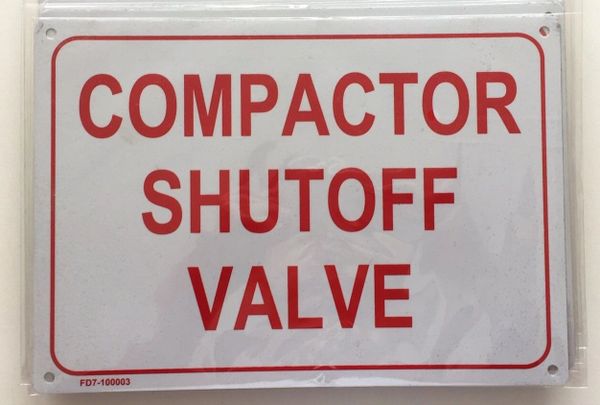 COMPACTOR
SHUTOFF
VALVE
FD7-100003